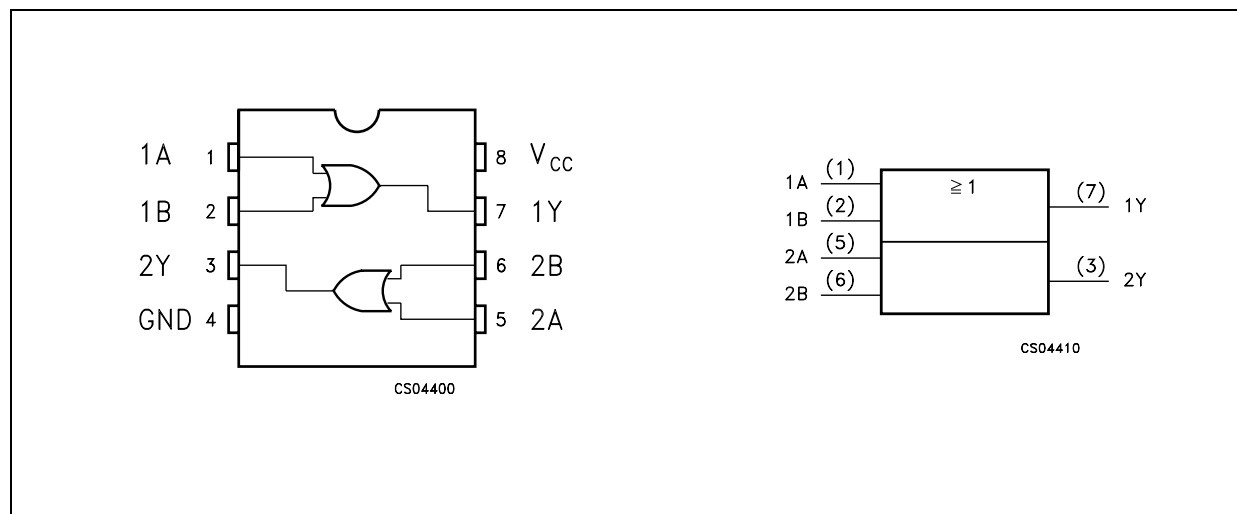 1A 1 8 VCC
1B 2 7 1Y
2Y 3 6 2B
GND 4 5 2A
CS04400
1A (1) ≧ 1 (7) 1Y
1B (2)
2A (5) (3) 2Y
2B (6)
CS04410